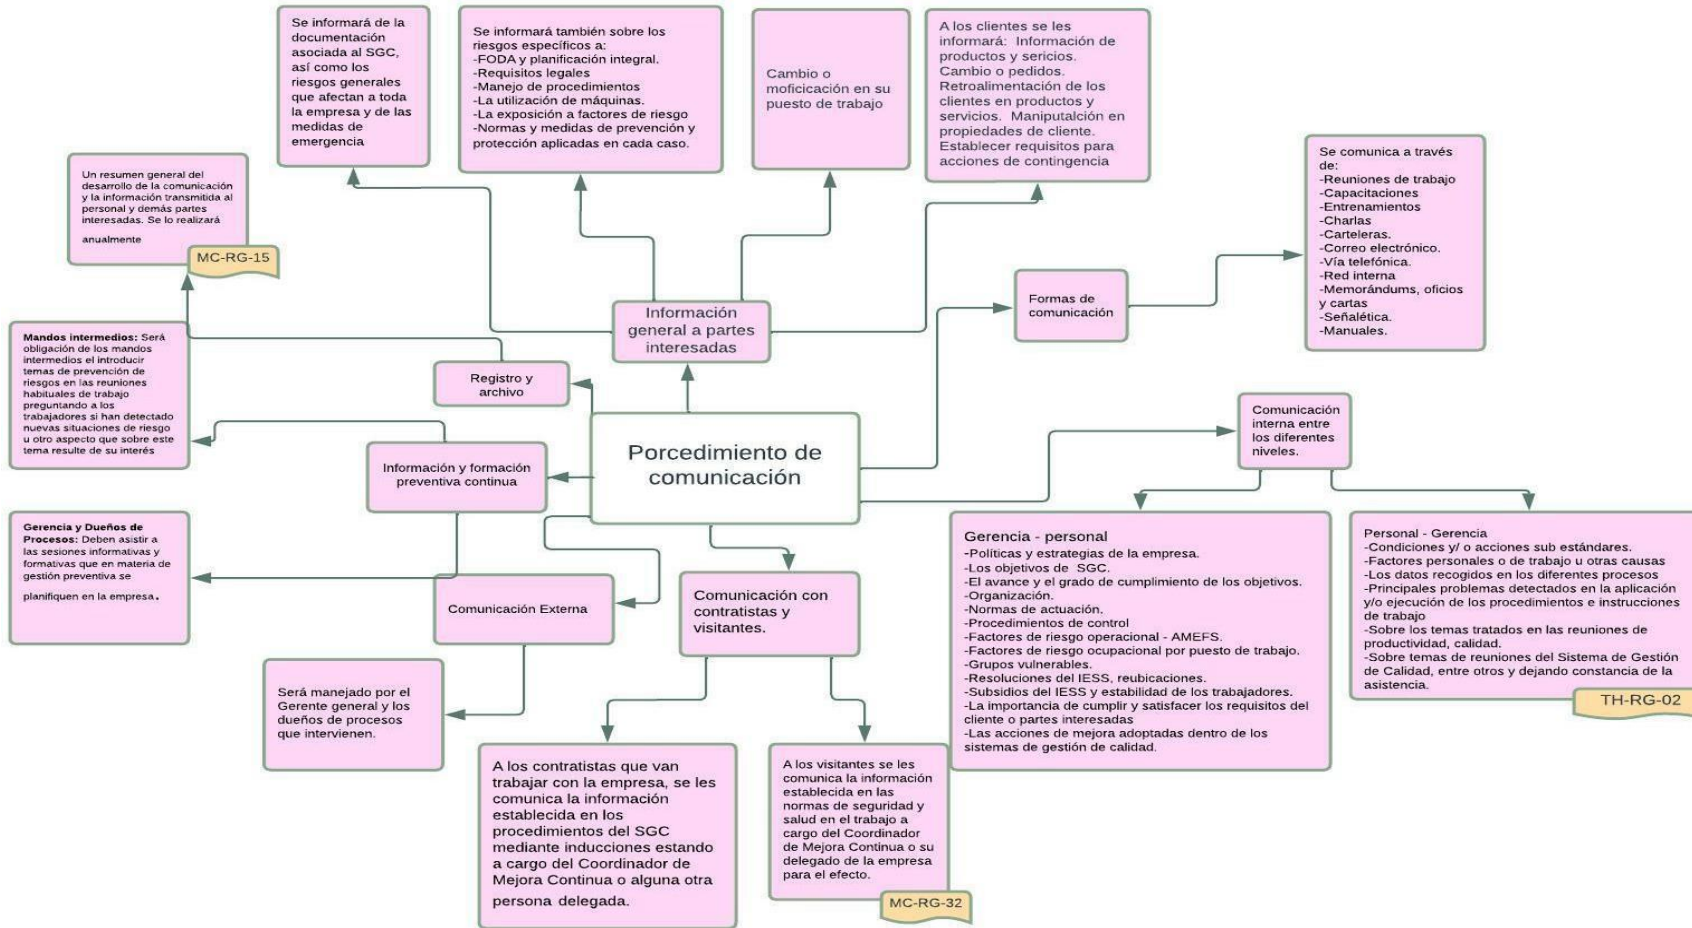 Se informará de la
documentación
asociada al SGC,
así como los
riesgos generales
que afectan a toda
la empresa y de las
medidas de
emergencia
Se informará también sobre los
riesgos específicos a:
-FODA y planificación integral.
-Requisitos legales
-Manejo de procedimientos
-La utilización de máquinas.
-La exposición a factores de riesgo
-Normas y medidas de prevención y
protección aplicadas en cada caso.
Cambio o
moficicación en su
puesto de trabajo
A los clientes se les
informará: Información de
productos y sericios.
Cambio o pedidos.
Retroalimentación de los
clientes en productos y
servicios. Maniputalción en
propiedades de cliente.
Establecer requisitos para
acciones de contingencia
Un resumen general del
desarrollo de la comunicación
y la información transmitida al
personal y demás partes
interesadas. Se lo realizará
anualmente
MC-RG-15
Se comunica a través
de:
-Reuniones de trabajo
-Capacitaciones
-Entrenamientos
-Charlas
-Carteleras.
-Correo electrónico.
-Vía telefónica.
-Red interna
-Memorándums, oficios
y cartas
-Señalética.
-Manuales.
Formas de
comunicación
Información
general a partes
interesadas
Mandos intermedios: Será
obligación de los mandos
intermedios el introducir
temas de prevención de
riesgos en las reuniones
habituales de trabajo
preguntando a los
trabajadores si han detectado
nuevas situaciones de riesgo
u otro aspecto que sobre este
tema resulte de su interés
Registro y
archivo
Porcedimiento de
comunicación
Comunicación
interna entre
los diferentes
niveles.
Información y formación
preventiva continua
Gerencia y Dueños de
Procesos: Deben asistir a
las sesiones informativas y
formativas que en materia de
gestión preventiva se
planifiquen en la empresa.
Comunicación Externa
Comunicación con
contratistas y
visitantes.
Gerencia - personal
-Políticas y estrategias de la empresa.
-Los objetivos de SGC.
-El avance y el grado de cumplimiento de los objetivos.
-Organización.
-Normas de actuación.
-Procedimientos de control
-Factores de riesgo operacional - AMEFS.
-Factores de riesgo ocupacional por puesto de trabajo.
-Grupos vulnerables.
-Resoluciones del IESS, reubicaciones.
-Subsidios del IESS y estabilidad de los trabajadores.
-La importancia de cumplir y satisfacer los requisitos del
cliente o partes interesadas
-Las acciones de mejora adoptadas dentro de los
sistemas de gestión de calidad.
Personal - Gerencia
-Condiciones y/ o acciones sub estándares.
-Factores personales o de trabajo u otras causas
-Los datos recogidos en los diferentes procesos
-Principales problemas detectados en la aplicación
y/o ejecución de los procedimientos e instrucciones
de trabajo
-Sobre los temas tratados en las reuniones de
productividad, calidad.
-Sobre temas de reuniones del Sistema de Gestión
de Calidad, entre otros y dejando constancia de la
asistencia.
TH-RG-02
Será manejado por el
Gerente general y los
dueños de procesos
que intervienen.
A los contratistas que van
trabajar con la empresa, se les
comunica la información
establecida en los
procedimientos del SGC
mediante inducciones estando
a cargo del Coordinador de
Mejora Continua o alguna otra
persona delegada.
A los visitantes se les
comunica la información
establecida en las
normas de seguridad y
salud en el trabajo a
cargo del Coordinador
de Mejora Continua o su
delegado de la empresa
para el efecto.
MC-RG-32